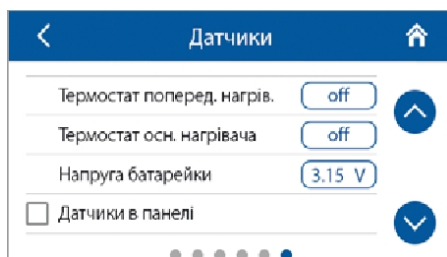 Датчики
Термостат поперед. нагрів. off
Термостат осн. нагрівача off
Напруга батарейки 3.15 V
Датчики в панелі